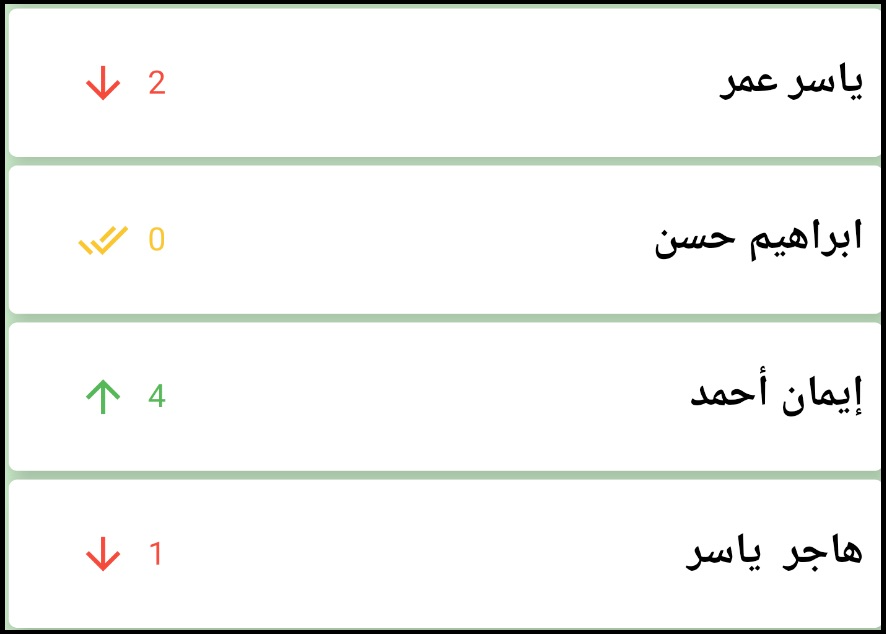 ياسر عمر 2
ابراهيم حسن 0
إيمان أحمد 4
هاجر ياسر 1